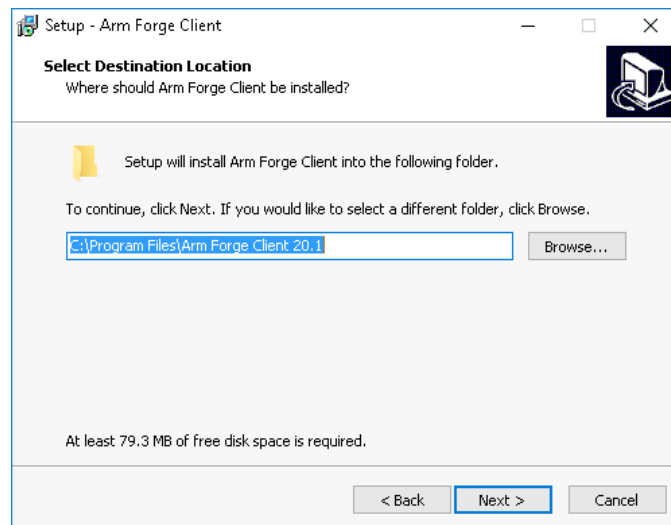 Setup - Arm Forge Client
Select Destination Location
Where should Arm Forge Client be installed?
Setup will install Arm Forge Client into the following folder.
To continue, click Next. If you would like to select a different folder, click Browse.
C:\Program Files\Arm Forge Client 20.1
Browse...
At least 79.3 MB of free disk space is required.
< Back Next > Cancel